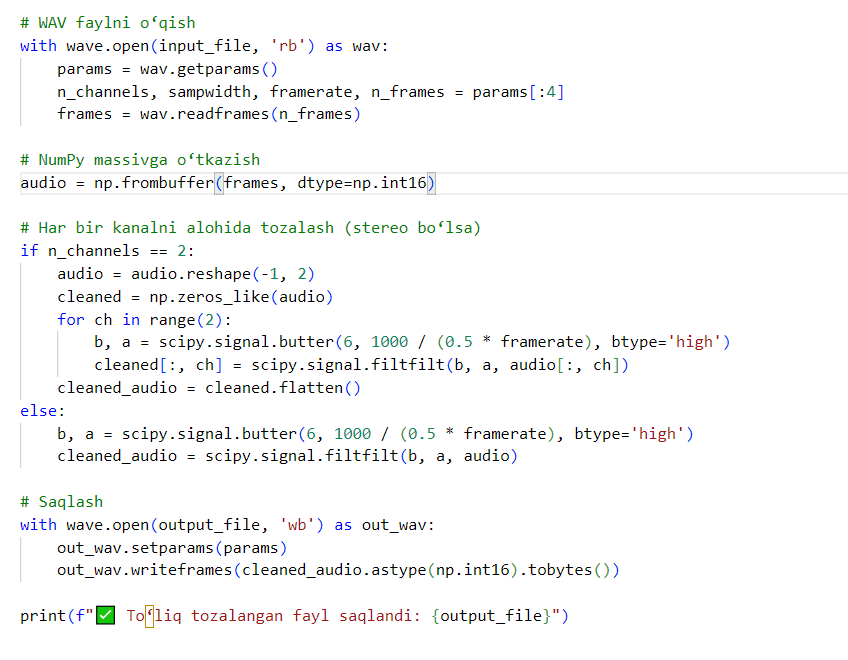 # WAV faylni o‘qish
with wave.open(input_file, 'rb') as wav:
    params = wav.getparams()
    n_channels, sampwidth, framerate, n_frames = params[:4]
    frames = wav.readframes(n_frames)

# NumPy massivga o‘tkazish
audio = np.frombuffer(frames, dtype=np.int16)

# Har bir kanalni alohida tozalash (stereo bo‘lsa)
if n_channels == 2:
    audio = audio.reshape(-1, 2)
    cleaned = np.zeros_like(audio)
    for ch in range(2):
        b, a = scipy.signal.butter(6, 1000 / (0.5 * framerate), btype='high')
        cleaned[:, ch] = scipy.signal.filtfilt(b, a, audio[:, ch])
    cleaned_audio = cleaned.flatten()
else:
    b, a = scipy.signal.butter(6, 1000 / (0.5 * framerate), btype='high')
    cleaned_audio = scipy.signal.filtfilt(b, a, audio)

# Saqlash
with wave.open(output_file, 'wb') as out_wav:
    out_wav.setparams(params)
    out_wav.writeframes(cleaned_audio.astype(np.int16).tobytes())

print(f"✅ To‘liq tozalangan fayl saqlandi: {output_file}")